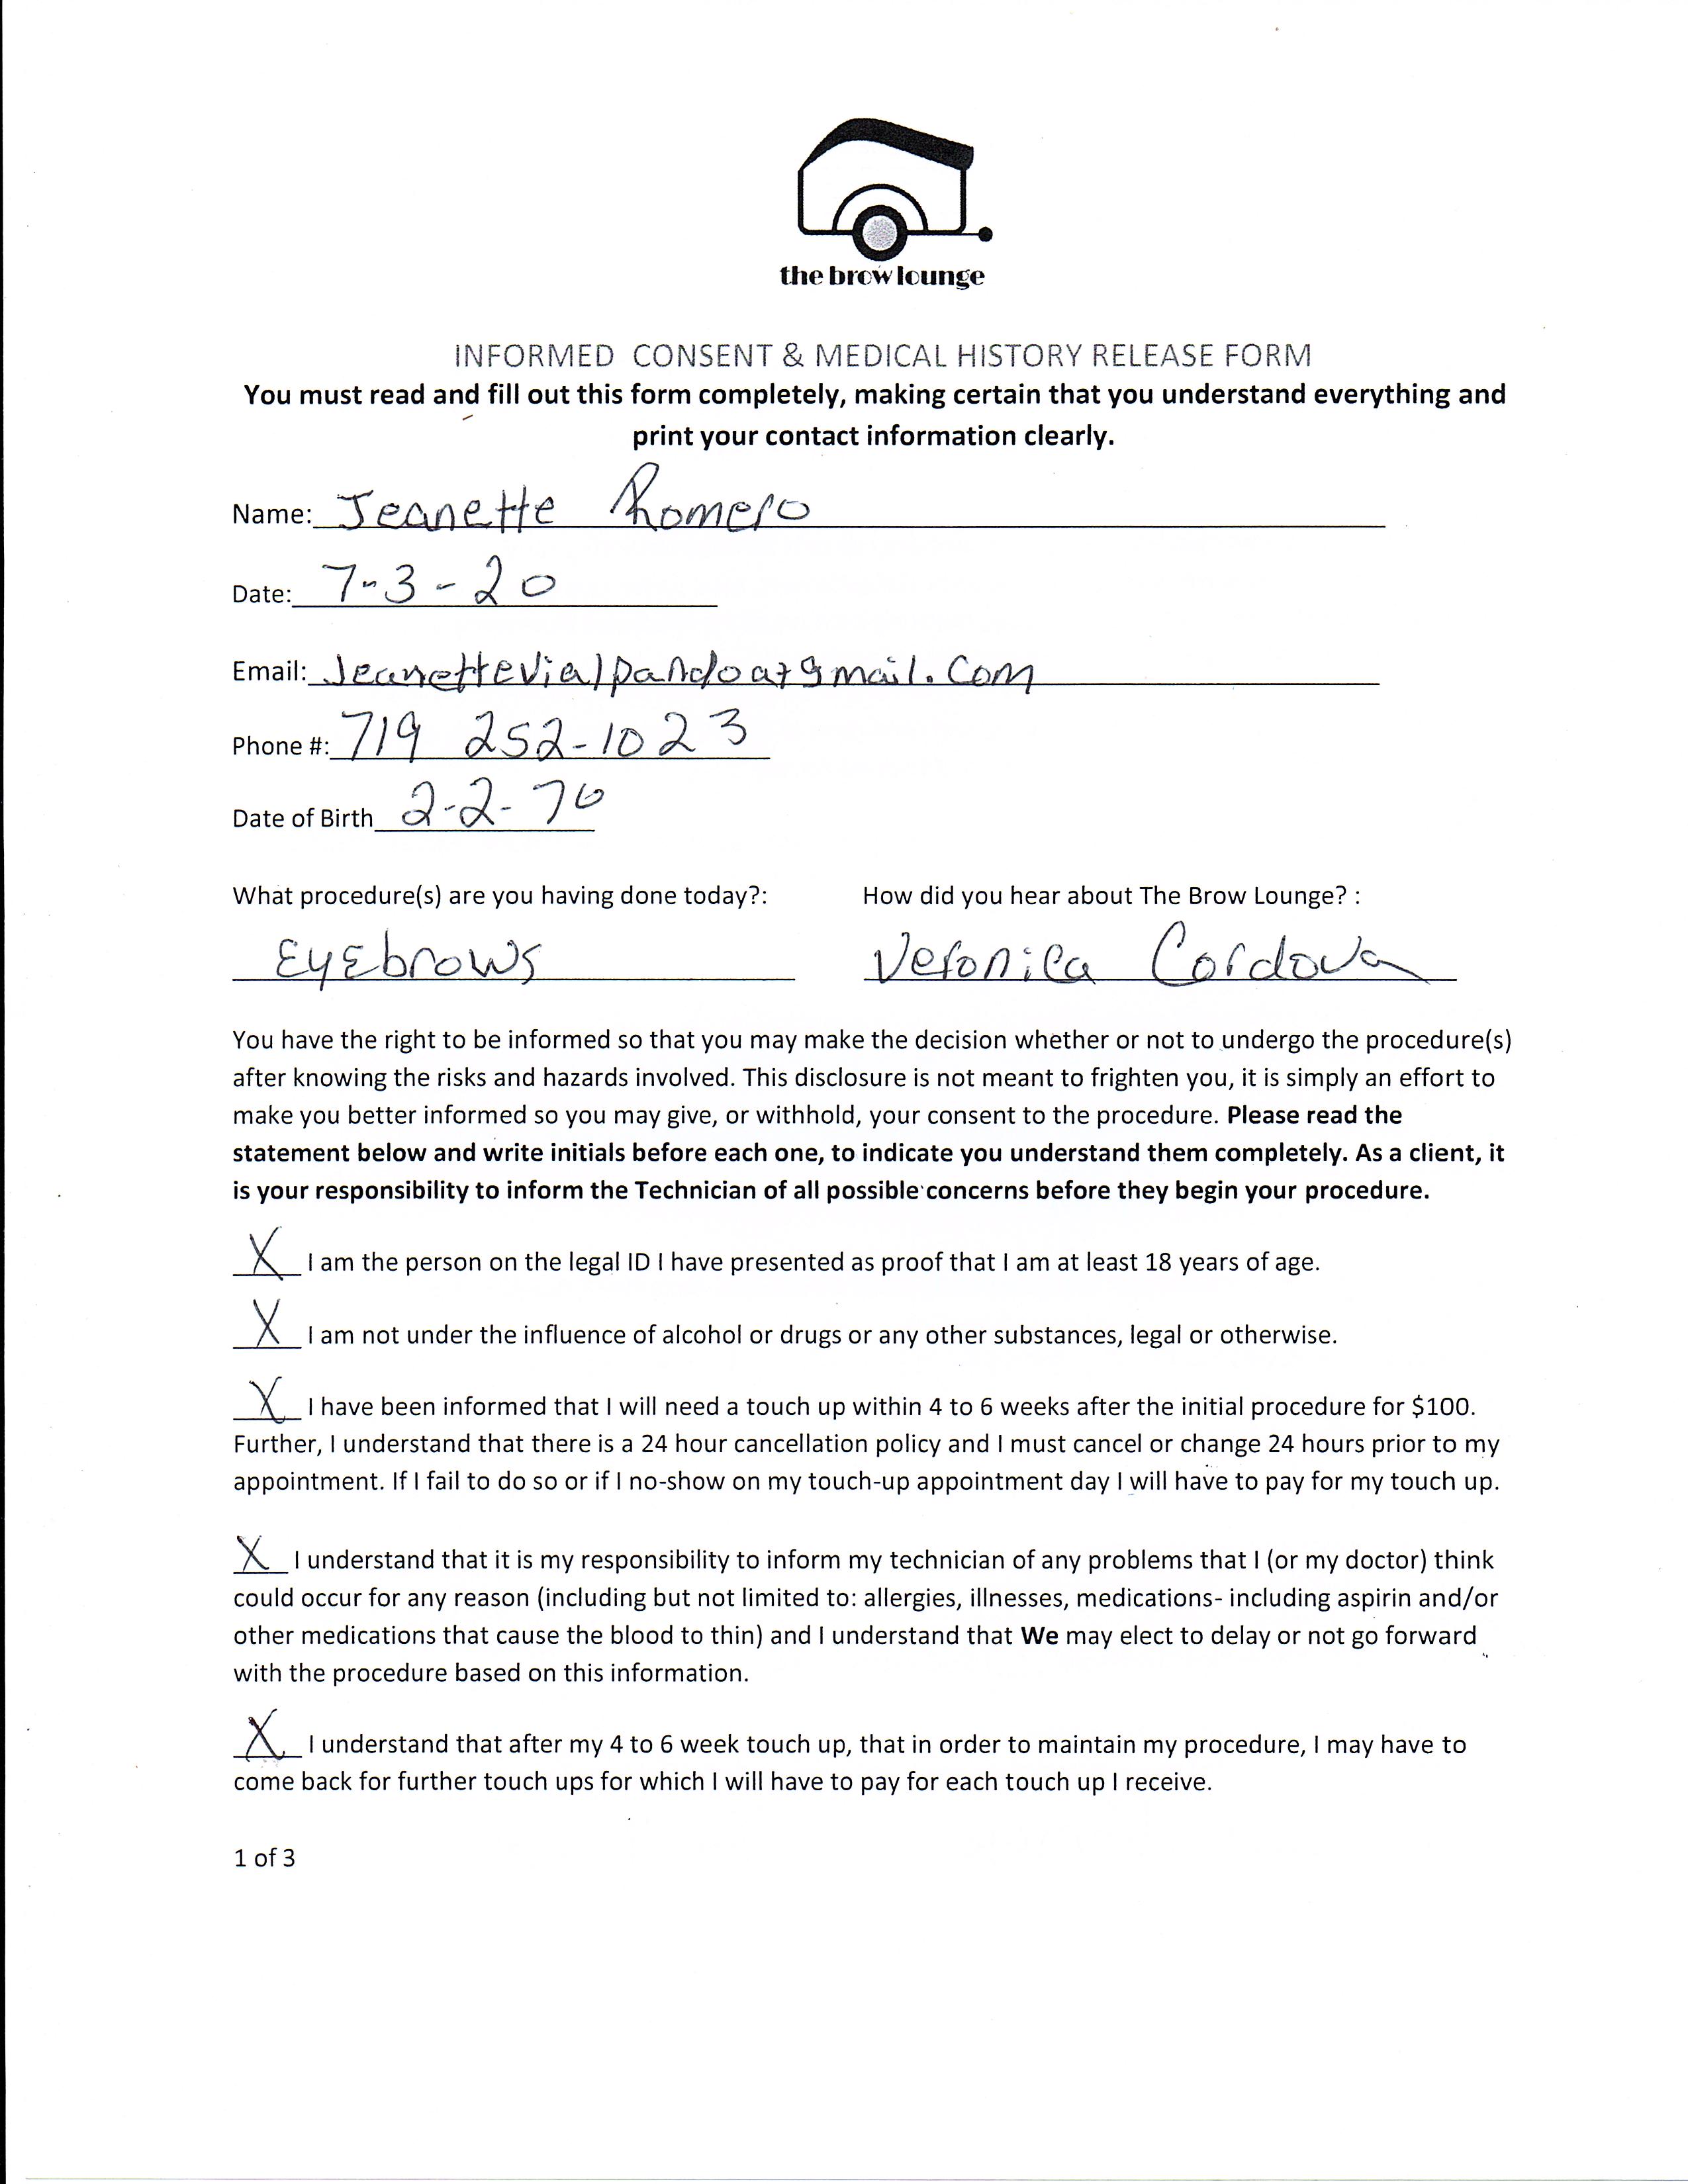 the brow lounge
INFORMED CONSENT & MEDICAL HISTORY RELEASE FORM
You must read and fill out this form completely, making certain that you understand everything and
print your contact information clearly.
Name: Jeanette Romero
Date: 7-3-20
Email: Jeanettevialpandoat gmail.com
Phone #: 719 252-1023
Date of Birth 2-2-70
What procedure(s) are you having done today?: How did you hear about The Brow Lounge? :
Eyebrows Veronica Cordova
You have the right to be informed so that you may make the decision whether or not to undergo the procedure(s)
after knowing the risks and hazards involved. This disclosure is not meant to frighten you, it is simply an effort to
make you better informed so you may give, or withhold, your consent to the procedure. Please read the
statement below and write initials before each one, to indicate you understand them completely. As a client, it
is your responsibility to inform the Technician of all possible concerns before they begin your procedure.
X I am the person on the legal ID I have presented as proof that I am at least 18 years of age.
X I am not under the influence of alcohol or drugs or any other substances, legal or otherwise.
X I have been informed that I will need a touch up within 4 to 6 weeks after the initial procedure for $100.
Further, I understand that there is a 24 hour cancellation policy and I must cancel or change 24 hours prior to my
appointment. If I fail to do so or if I no-show on my touch-up appointment day I will have to pay for my touch up.
X I understand that it is my responsibility to inform my technician of any problems that I (or my doctor) think
could occur for any reason (including but not limited to: allergies, illnesses, medications- including aspirin and/or
other medications that cause the blood to thin) and I understand that We may elect to delay or not go forward
with the procedure based on this information.
X I understand that after my 4 to 6 week touch up, that in order to maintain my procedure, I may have to
come back for further touch ups for which I will have to pay for each touch up I receive.
1 of 3